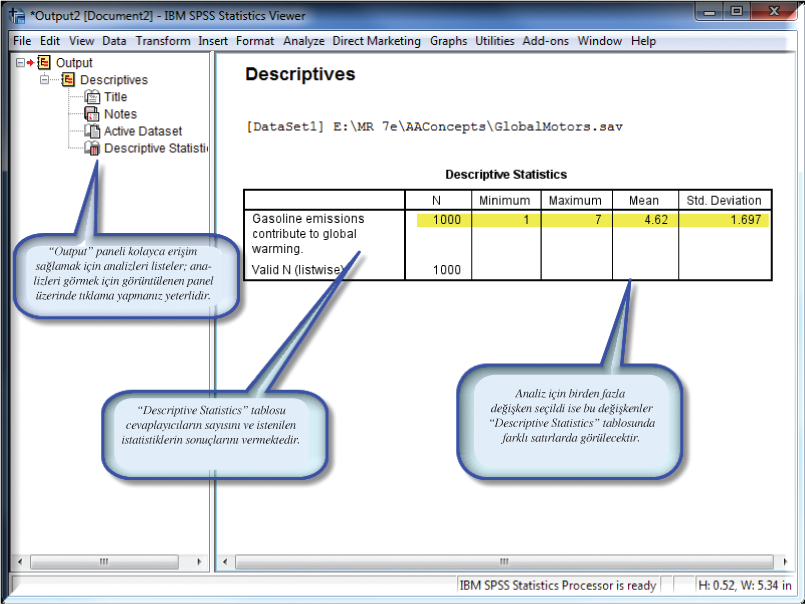 *Output2 [Document2] - IBM SPSS Statistics Viewer
File Edit View Data Transform Insert Format Analyze Direct Marketing Graphs Utilities Add-ons Window Help
Output
Descriptives
Title
Notes
Active Dataset
Descriptive Statisti
Descriptives
[DataSet1] E:\MR 7e\AAConcepts\GlobalMotors.sav
Descriptive Statistics
N Minimum Maximum Mean Std. Deviation
Gasoline emissions 1000 1 7 4.62 1.697
contribute to global
warming.
Valid N (listwise) 1000
“Output” paneli kolayca erişim
sağlamak için analizleri listeler; ana-
lizleri görmek için görüntülenen panel
üzerinde tıklama yapmanız yeterlidir.
“Descriptive Statistics” tablosu
cevaplayıcıların sayısını ve istenilen
istatistiklerin sonuçlarını vermektedir.
Analiz için birden fazla
değişken seçildi ise bu değişkenler
“Descriptive Statistics” tablosunda
farklı satırlarda görülecektir.
IBM SPSS Statistics Processor is ready H: 0.52, W: 5.34 in